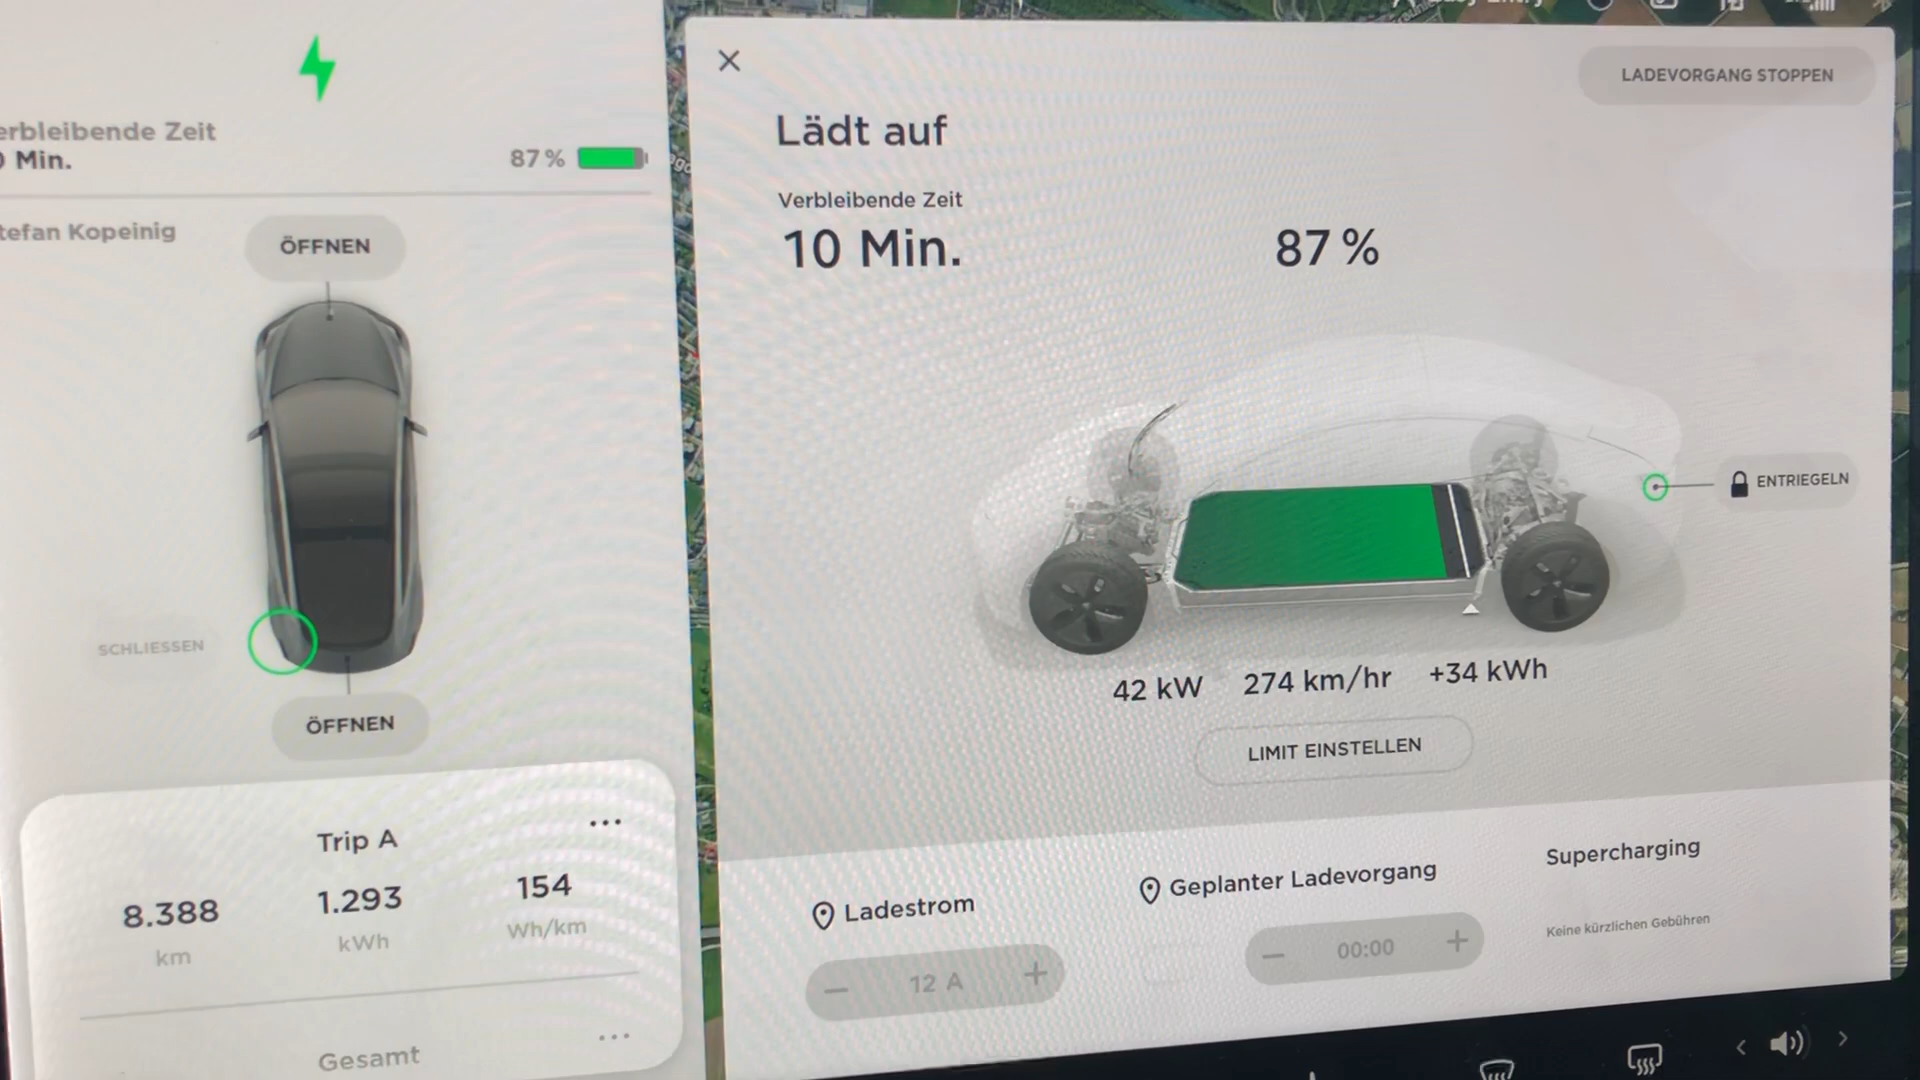 erbleibende Zeit
Min.
87 %
tefan Kopeinig
ÖFFNEN
SCHLIESSEN
ÖFFNEN
Trip A
...
8.388
1.293
154
km
kWh
Wh/km
Gesamt
...
LADEVORGANG STOPPEN
Lädt auf
Verbleibende Zeit
10 Min.
87 %
ENTRIEGELN
42 kW
274 km/hr
+34 kWh
LIMIT EINSTELLEN
Ladestrom
− 12 A +
Geplanter Ladevorgang
− 00:00 +
Supercharging
Keine kürzlichen Gebühren